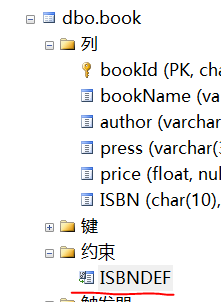 dbo.book
列
bookId (PK, cha
bookName (va
author (varchar
press (varchar(
price (float, nul
ISBN (char(10),
键
约束
ISBNDEF